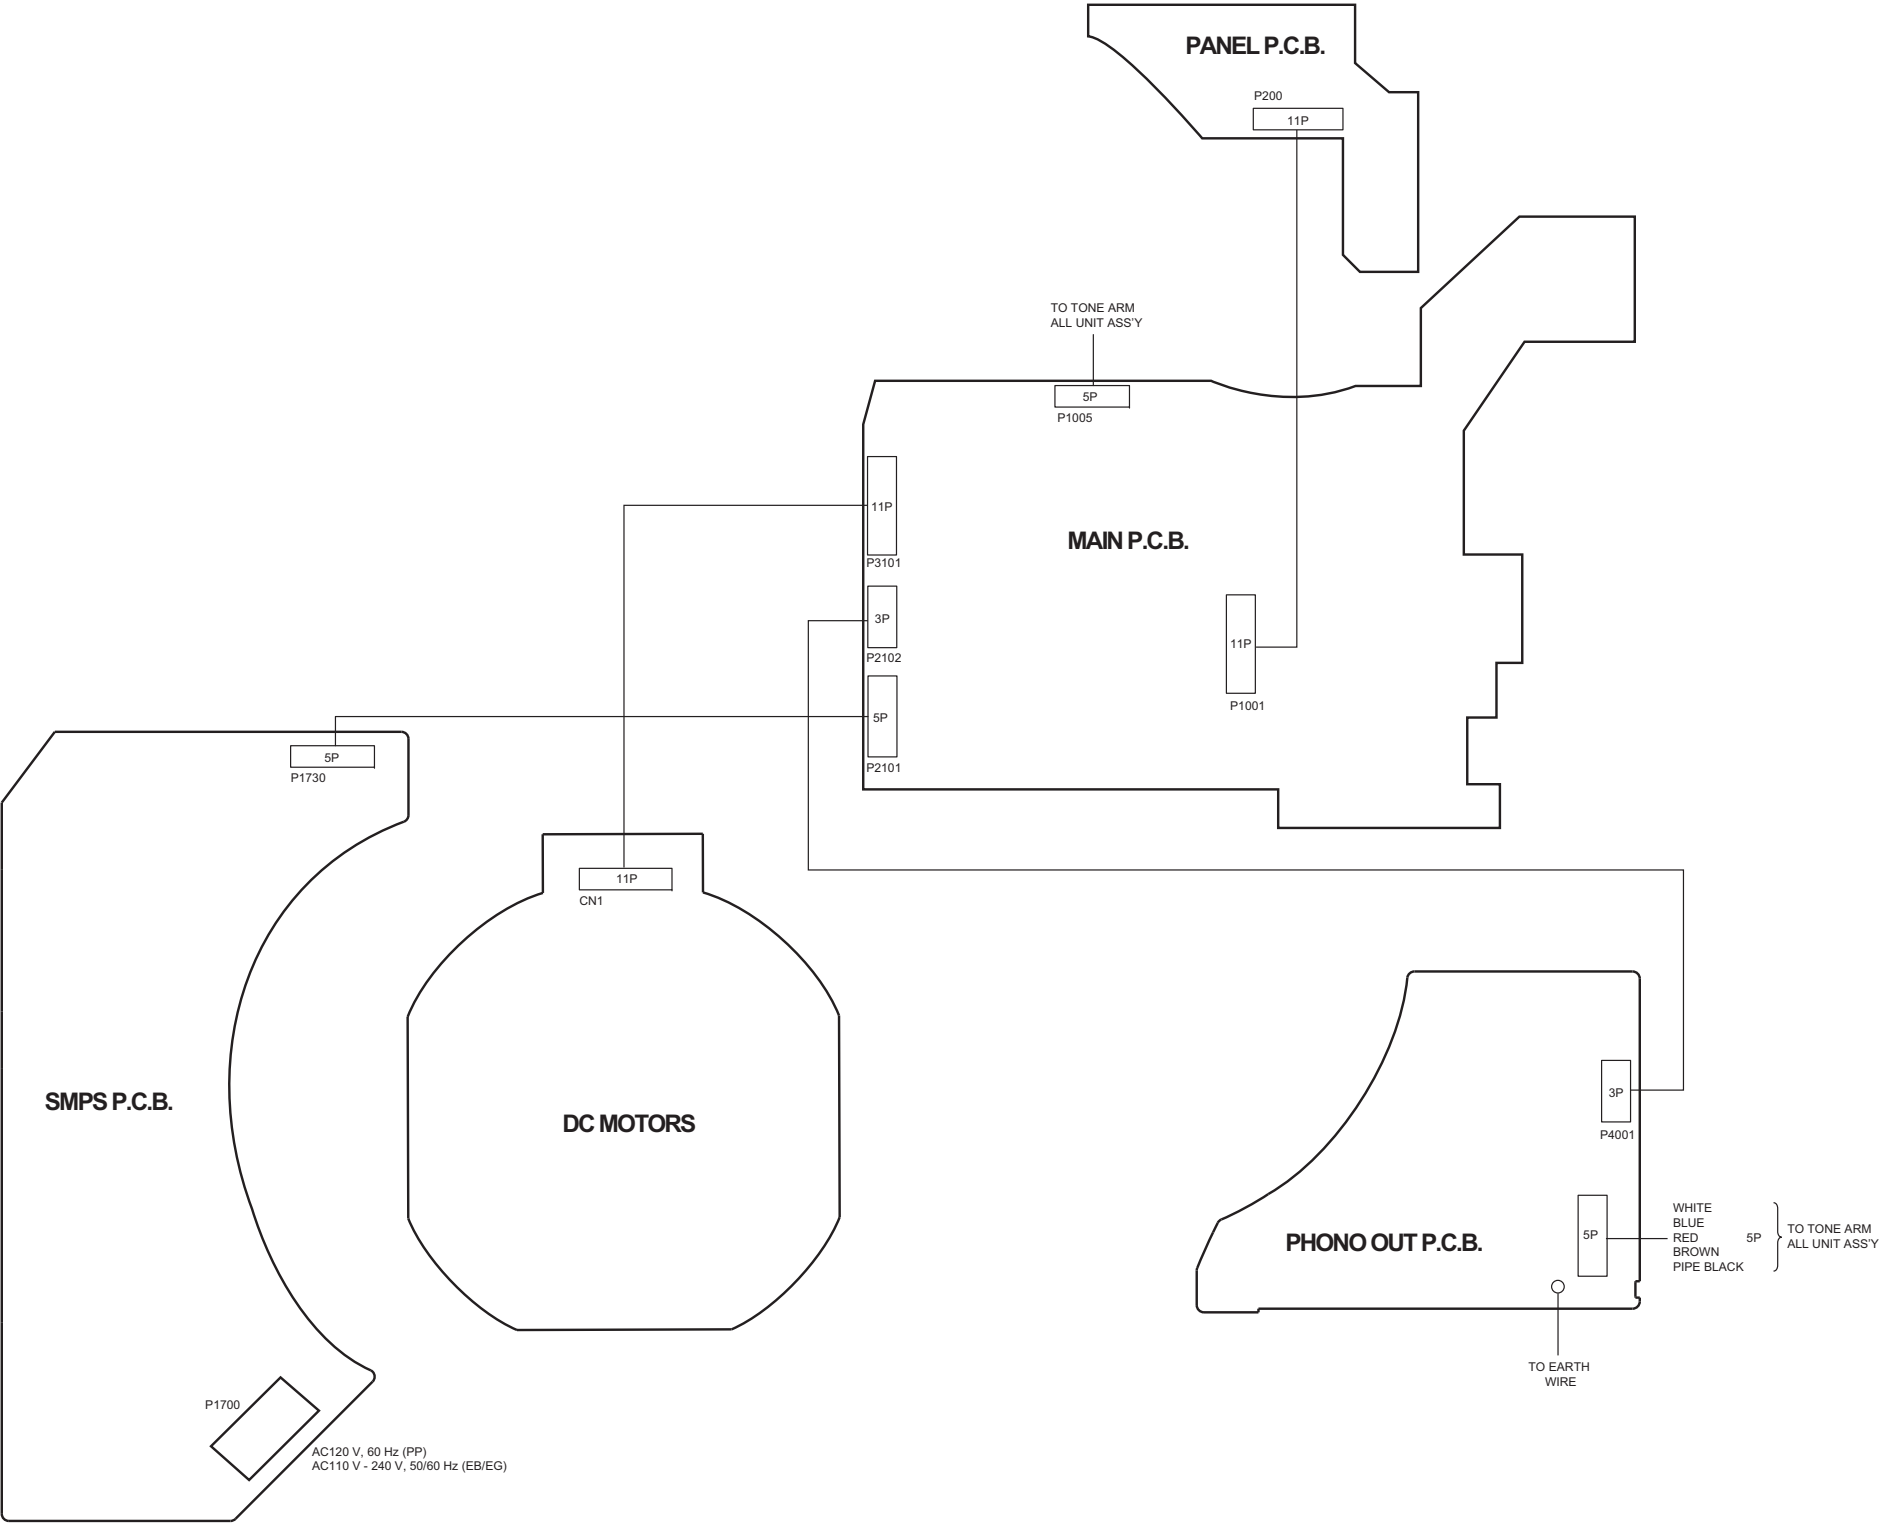 PANEL P.C.B.
P200
11P
TO TONE ARM
ALL UNIT ASS'Y
5P
P1005
11P
P3101
MAIN P.C.B.
3P
P2102
11P
P1001
5P
P2101
5P
P1730
11P
CN1
SMPS P.C.B.
DC MOTORS
3P
P4001
PHONO OUT P.C.B.
5P
WHITE
BLUE
RED
BROWN
PIPE BLACK
5P
TO TONE ARM
ALL UNIT ASS'Y
TO EARTH
WIRE
P1700
AC120 V, 60 Hz (PP)
AC110 V - 240 V, 50/60 Hz (EB/EG)